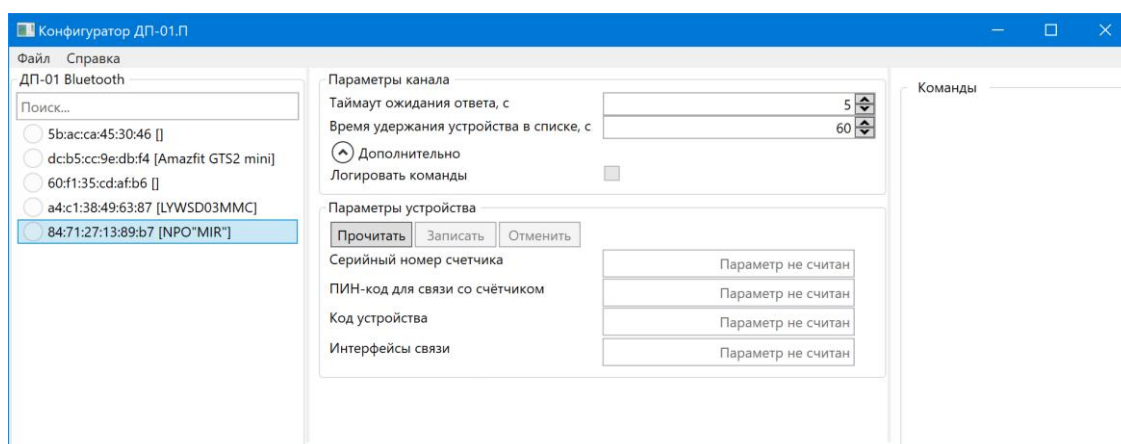 Конфигуратор ДП-01.П
Файл Справка
ДП-01 Bluetooth
Поиск...
5b:ac:ca:45:30:46 []
dc:b5:cc:9e:db:f4 [Amazfit GTS2 mini]
60:f1:35:cd:af:b6 []
a4:c1:38:49:63:87 [LYWSD03MMC]
84:71:27:13:89:b7 [NPO"MIR"]
Параметры канала
Таймаут ожидания ответа, с 5
Время удержания устройства в списке, с 60
Дополнительно
Логировать команды
Параметры устройства
Прочитать Записать Отменить
Серийный номер счетчика Параметр не считан
ПИН-код для связи со счётчиком Параметр не считан
Код устройства Параметр не считан
Интерфейсы связи Параметр не считан
Команды